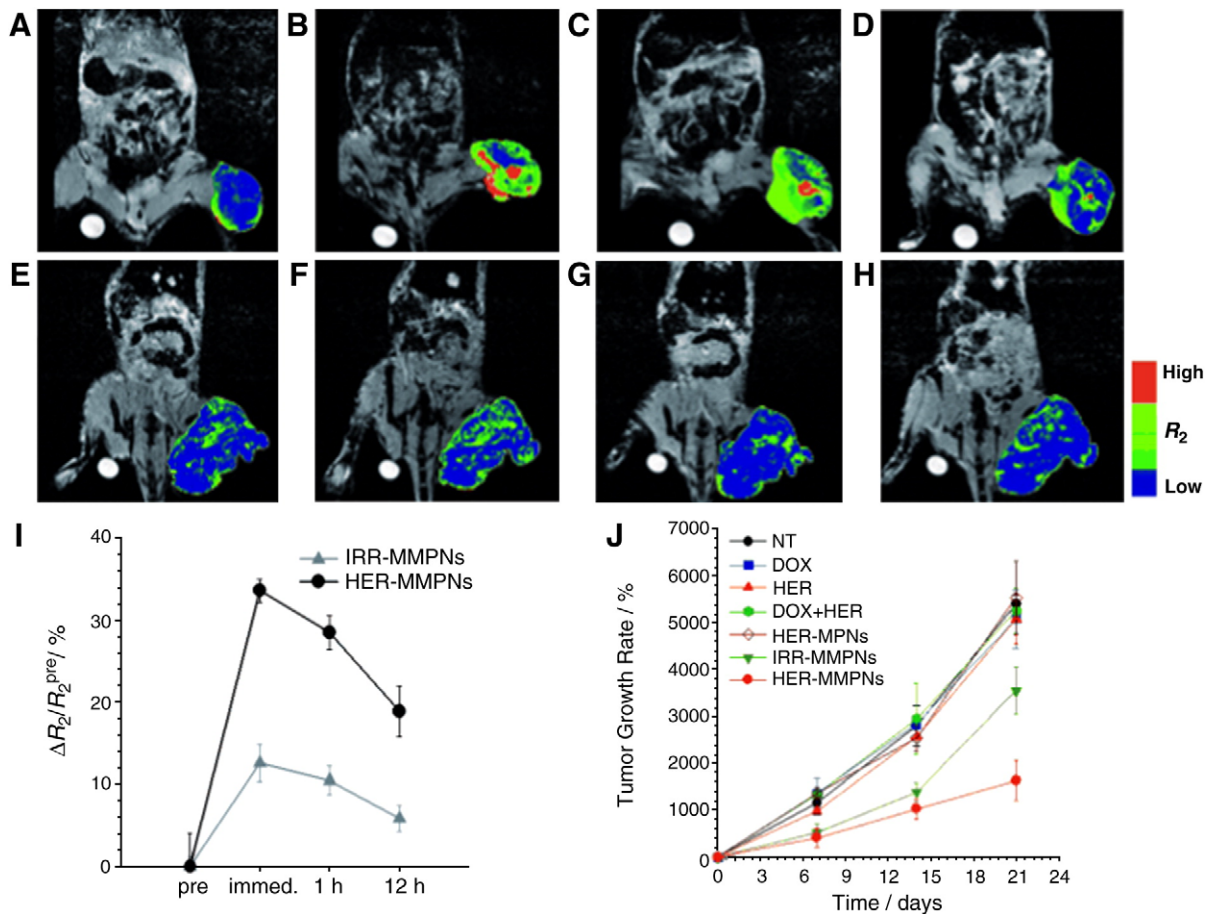 A
B
C
D
E
F
G
H
High
R2
Low
I
40
30
20
10
0
ΔR2/R2pre/ %
IRR-MMPNs
HER-MMPNs
pre immed. 1 h 12 h
J
7000
6000
5000
4000
3000
2000
1000
0
Tumor Growth Rate / %
NT
DOX
HER
DOX+HER
HER-MPNs
IRR-MMPNs
HER-MMPNs
0 3 6 9 12 15 18 21 24
Time / days